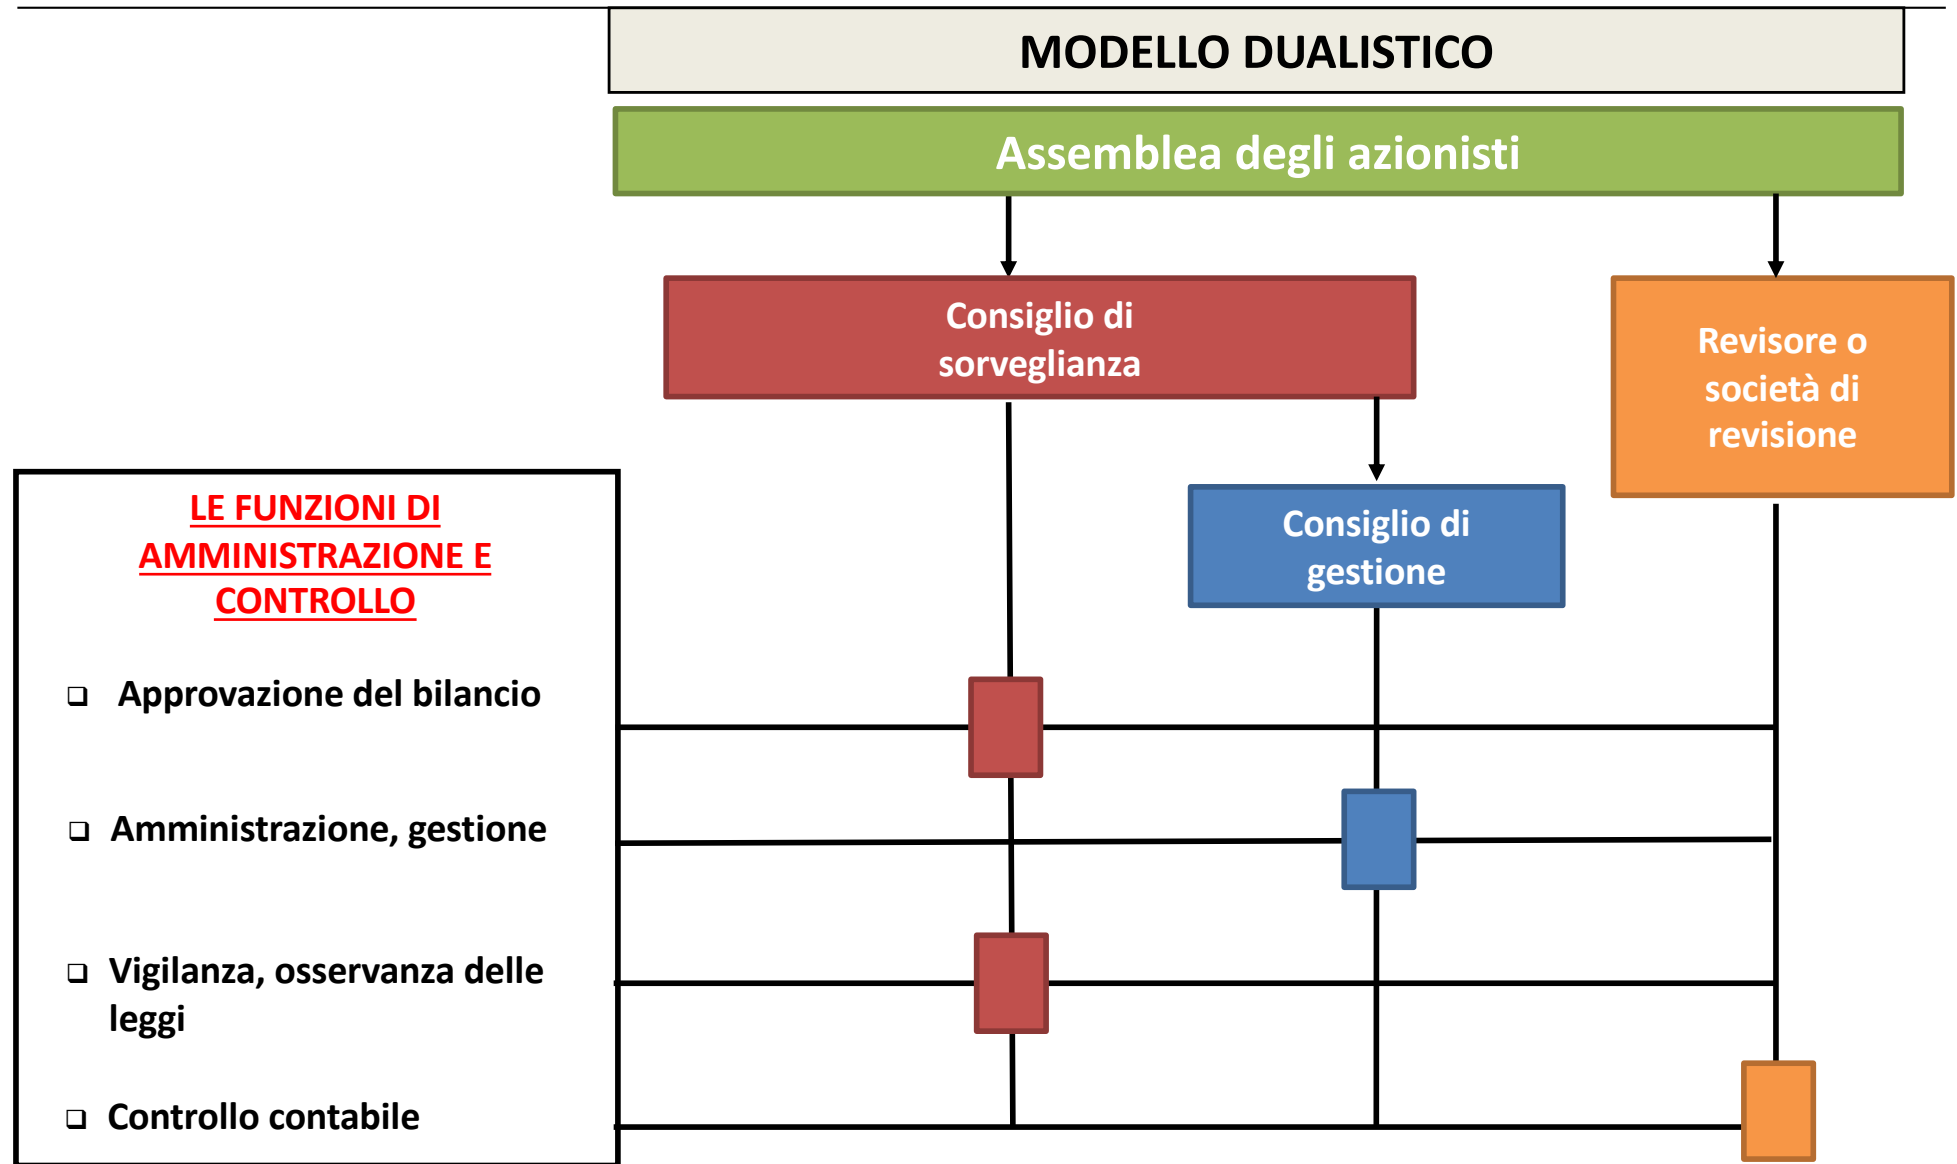 MODELLO DUALISTICO
Assemblea degli azionisti
Consiglio di
sorveglianza
Revisore o
società di
revisione
Consiglio di
gestione
LE FUNZIONI DI
AMMINISTRAZIONE E
CONTROLLO
Approvazione del bilancio
Amministrazione, gestione
Vigilanza, osservanza delle
leggi
Controllo contabile